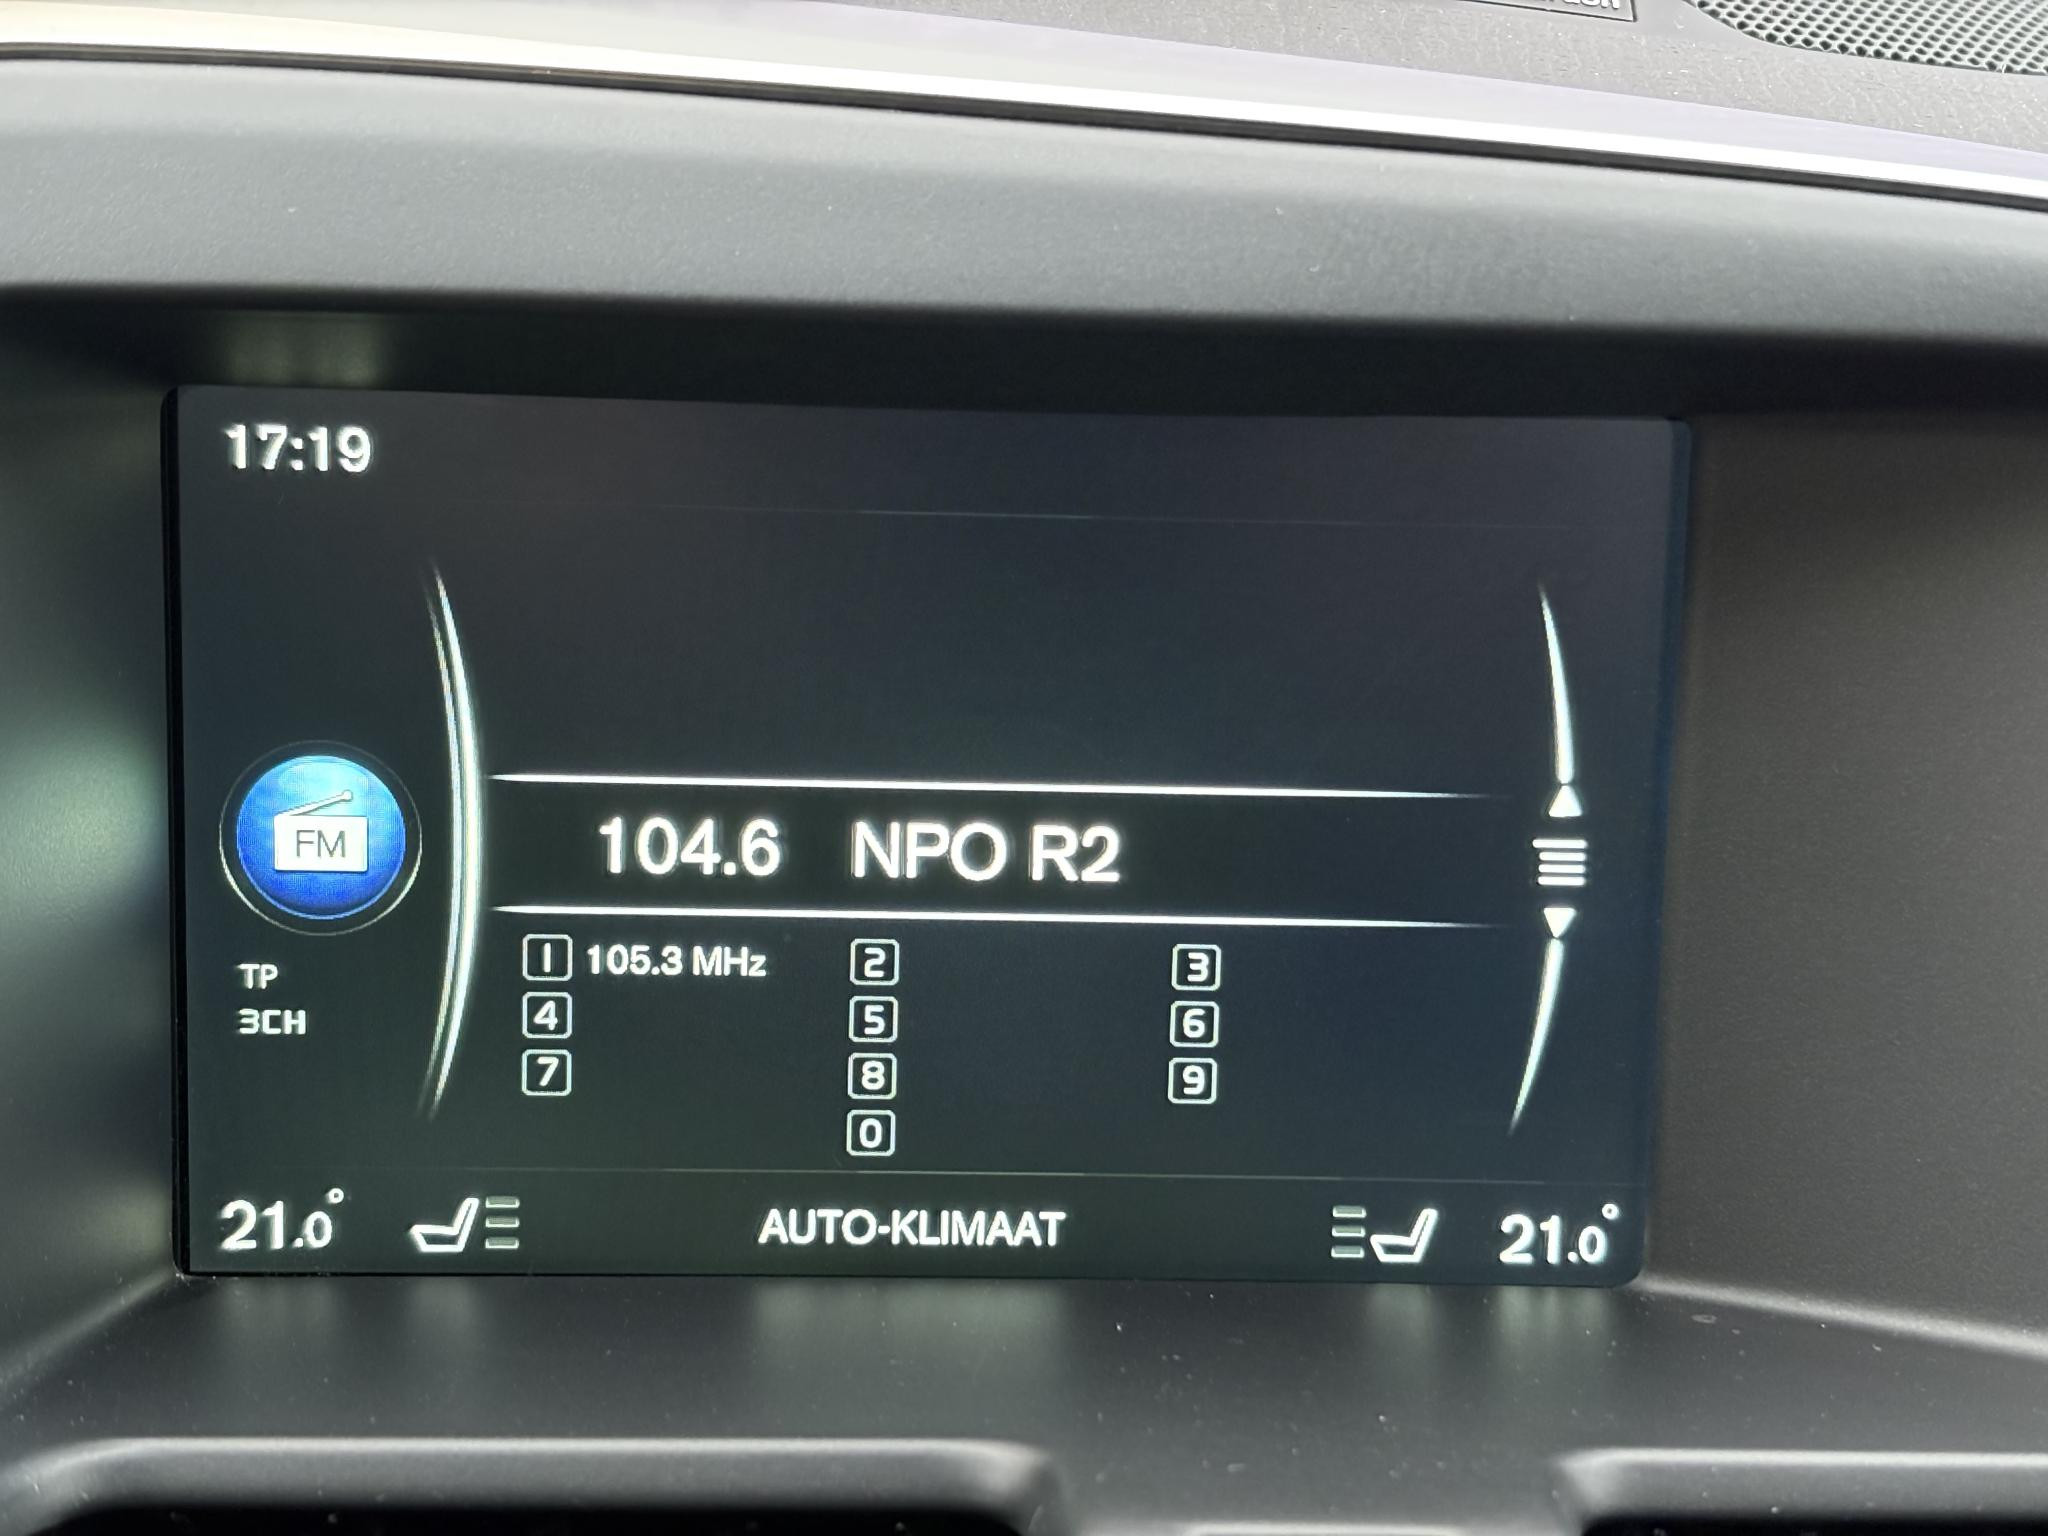 17:19
FM
104.6 NPO R2
TP
3CH
1 105.3 MHz 2 3
4 5 6
7 8 9
0
21.0° AUTO-KLIMAAT 21.0°